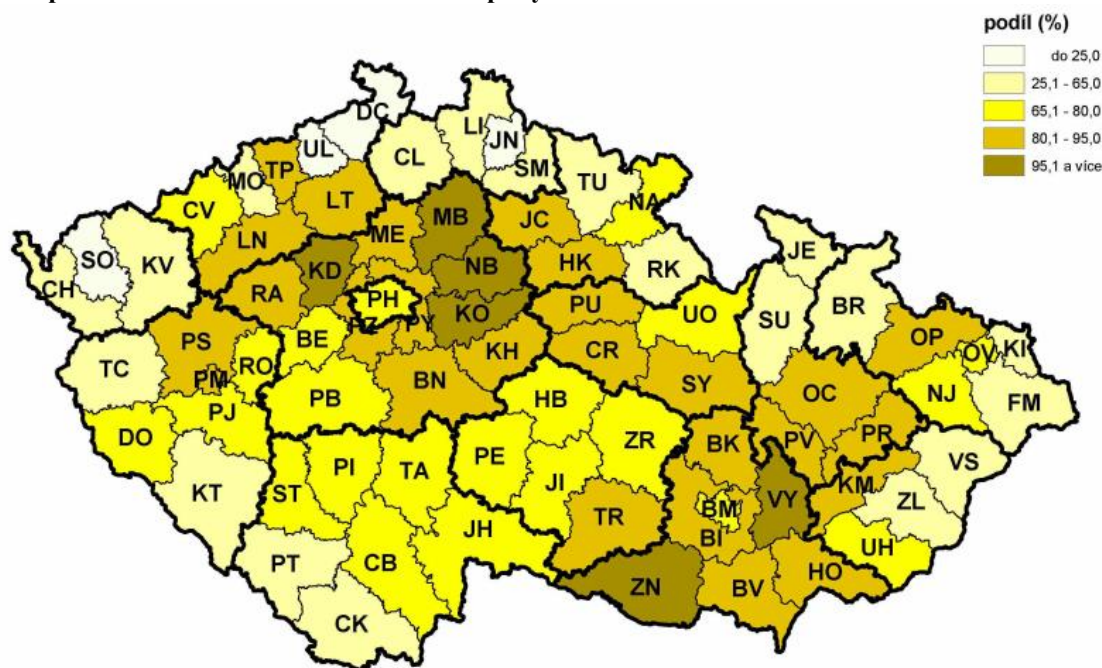 podíl (%)
do 25,0
25,1 - 65,0
65,1 - 80,0
80,1 - 95,0
95,1 a více
DC
LI
UL
JN
CL
SM
MO
TP
TU
CV
LT
NA
MB
JC
LN
ME
SO
KV
KD
NB
HK
RK
JE
CH
RA
PH
KO
PU
UO
SU
BR
PY
OP
KI
PS
BE
CR
OV
TC
RO
KH
PM
BN
SY
OC
NJ
FM
PB
HB
PJ
DO
ZR
BK
PV
PR
PI
TA
PE
VS
KT
ST
JI
VY
KM
ZL
BM
TR
JH
BI
UH
PT
CB
ZN
BV
HO
CK